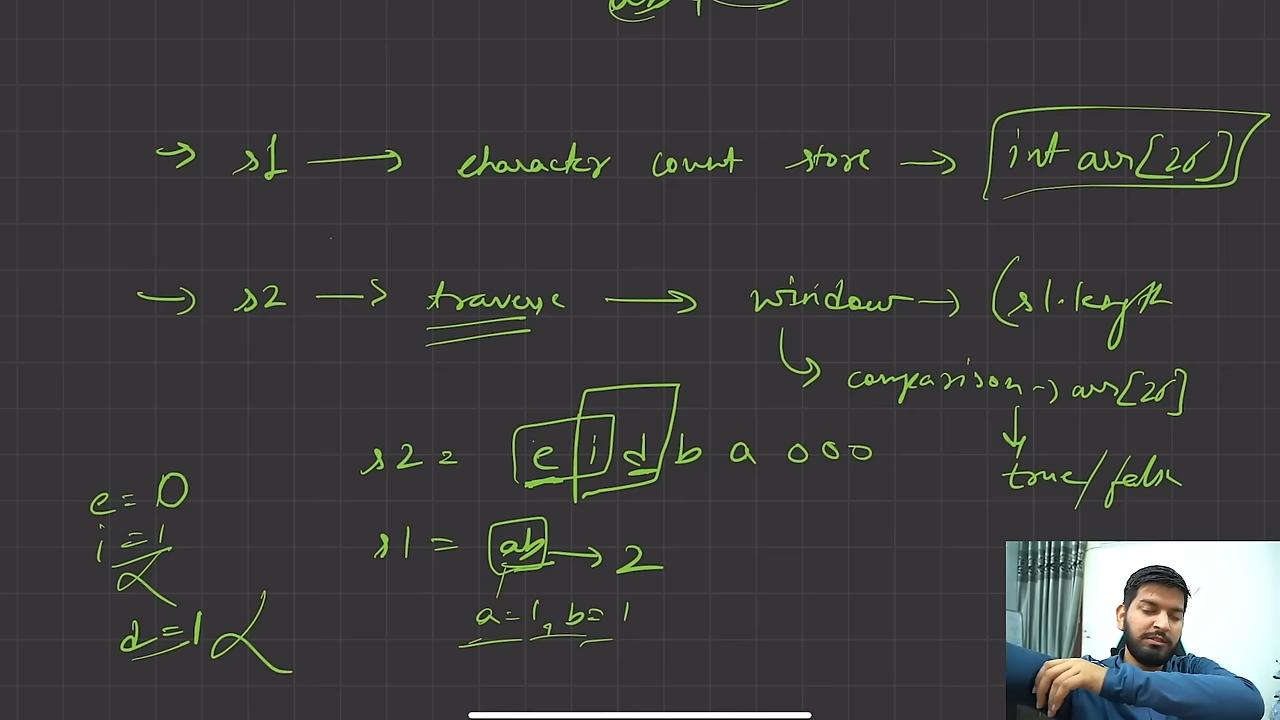 ab
→ s1 → character count store → int arr[26]
→ s2 → traverse → window → (s1.length
↳ comparison → arr[26]
↓
true/false
s2 = e i d b a o o o
e = 0
i = 1
s1 = ab → 2
a = 1, b = 1
d = 1